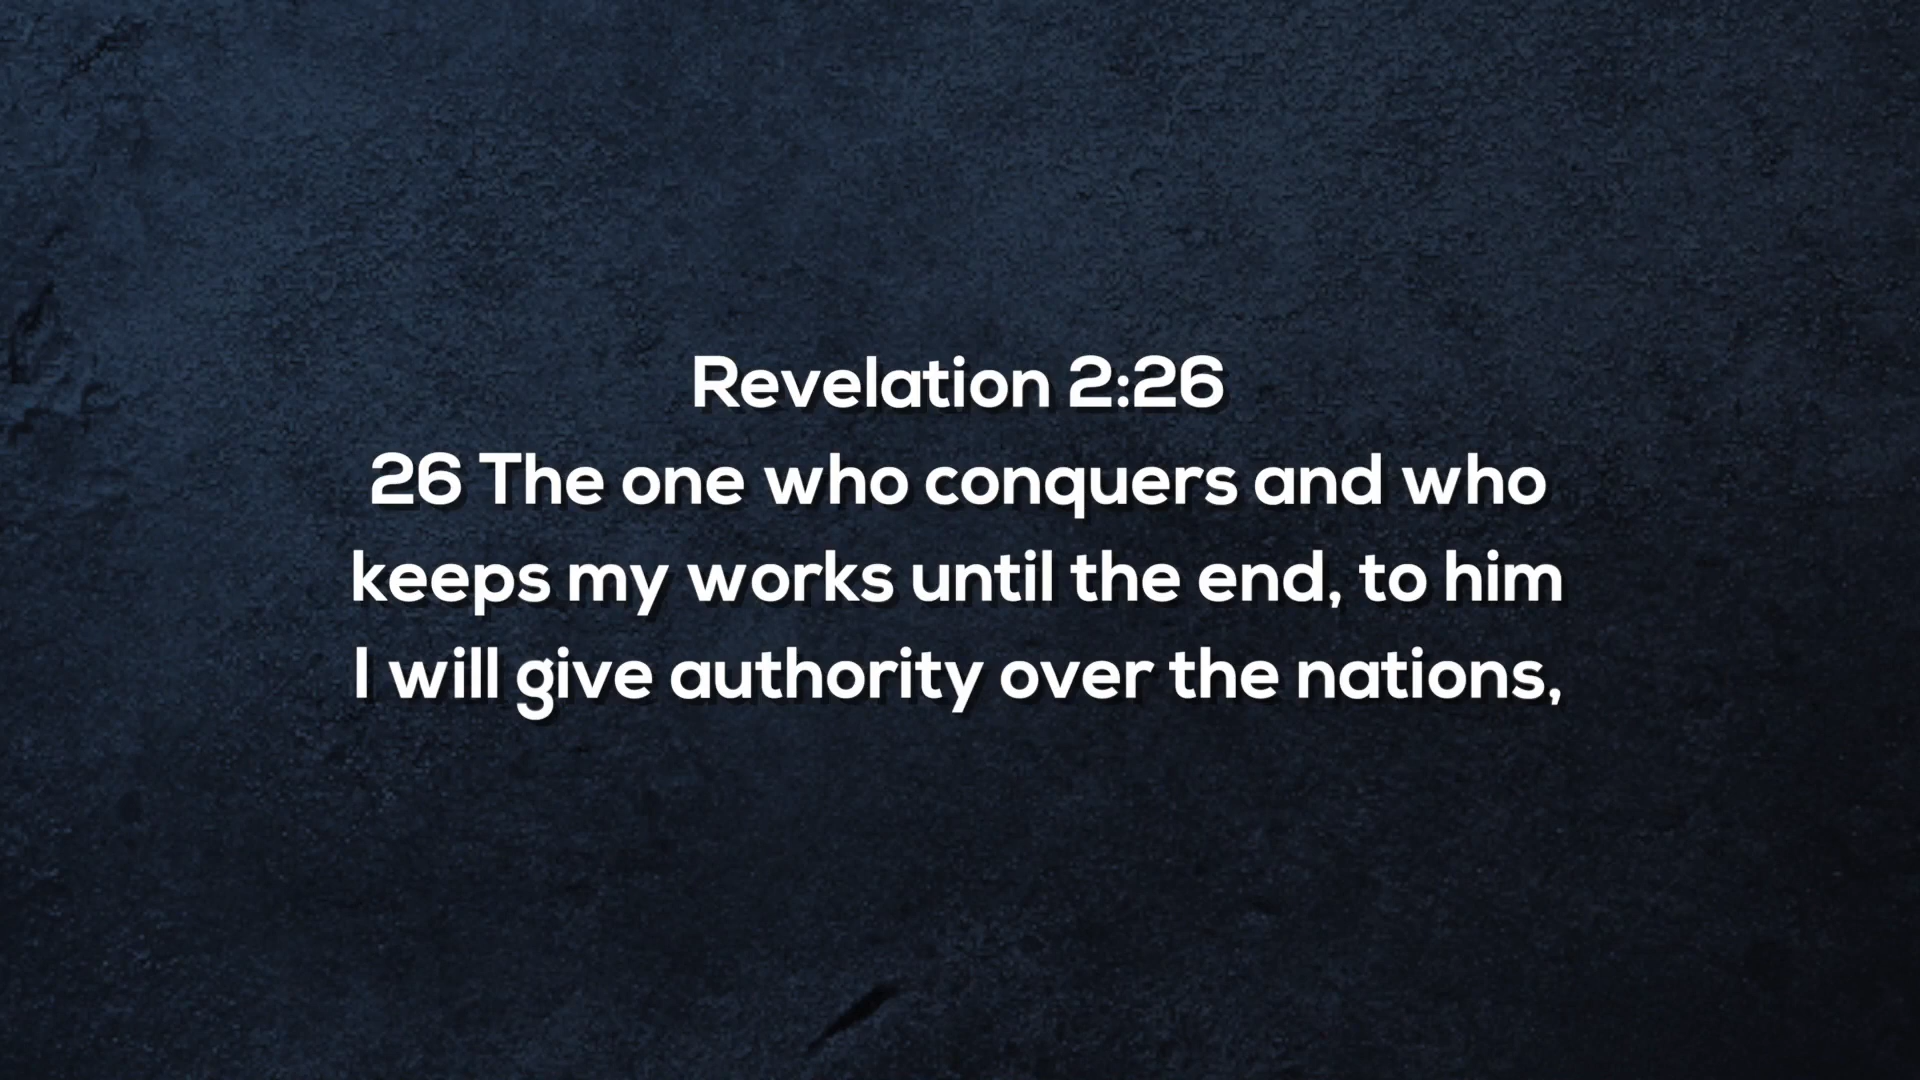 Revelation 2:26
26 The one who conquers and who
keeps my works until the end, to him
I will give authority over the nations,